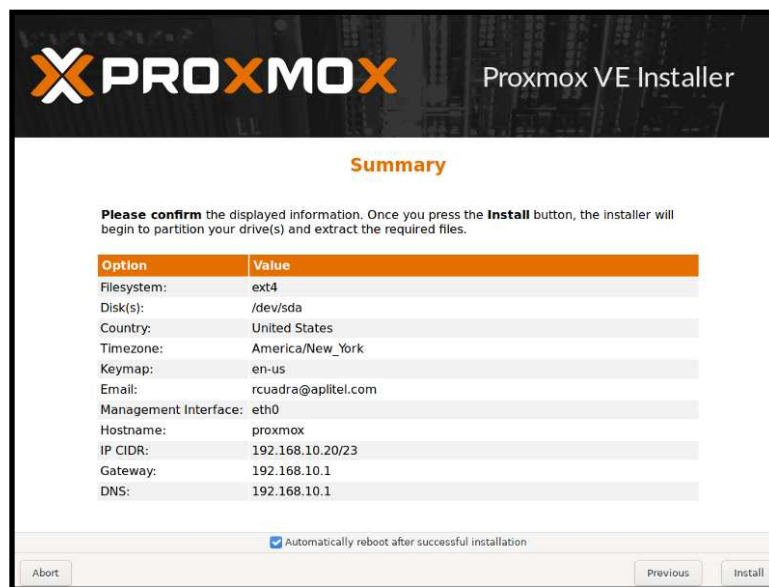 PROXMOX
Proxmox VE Installer
Summary
Please confirm the displayed information. Once you press the Install button, the installer will
begin to partition your drive(s) and extract the required files.
Option Value
Filesystem: ext4
Disk(s): /dev/sda
Country: United States
Timezone: America/New_York
Keymap: en-us
Email: rcuadra@aplitel.com
Management Interface: eth0
Hostname: proxmox
IP CIDR: 192.168.10.20/23
Gateway: 192.168.10.1
DNS: 192.168.10.1
Automatically reboot after successful installation
Abort Previous Install